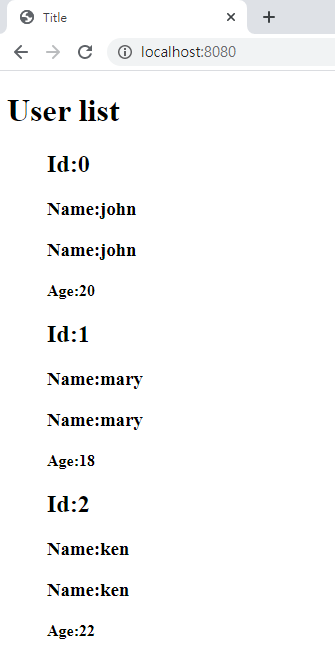 Title
localhost:8080
User list
Id:0
Name:john
Name:john
Age:20
Id:1
Name:mary
Name:mary
Age:18
Id:2
Name:ken
Name:ken
Age:22